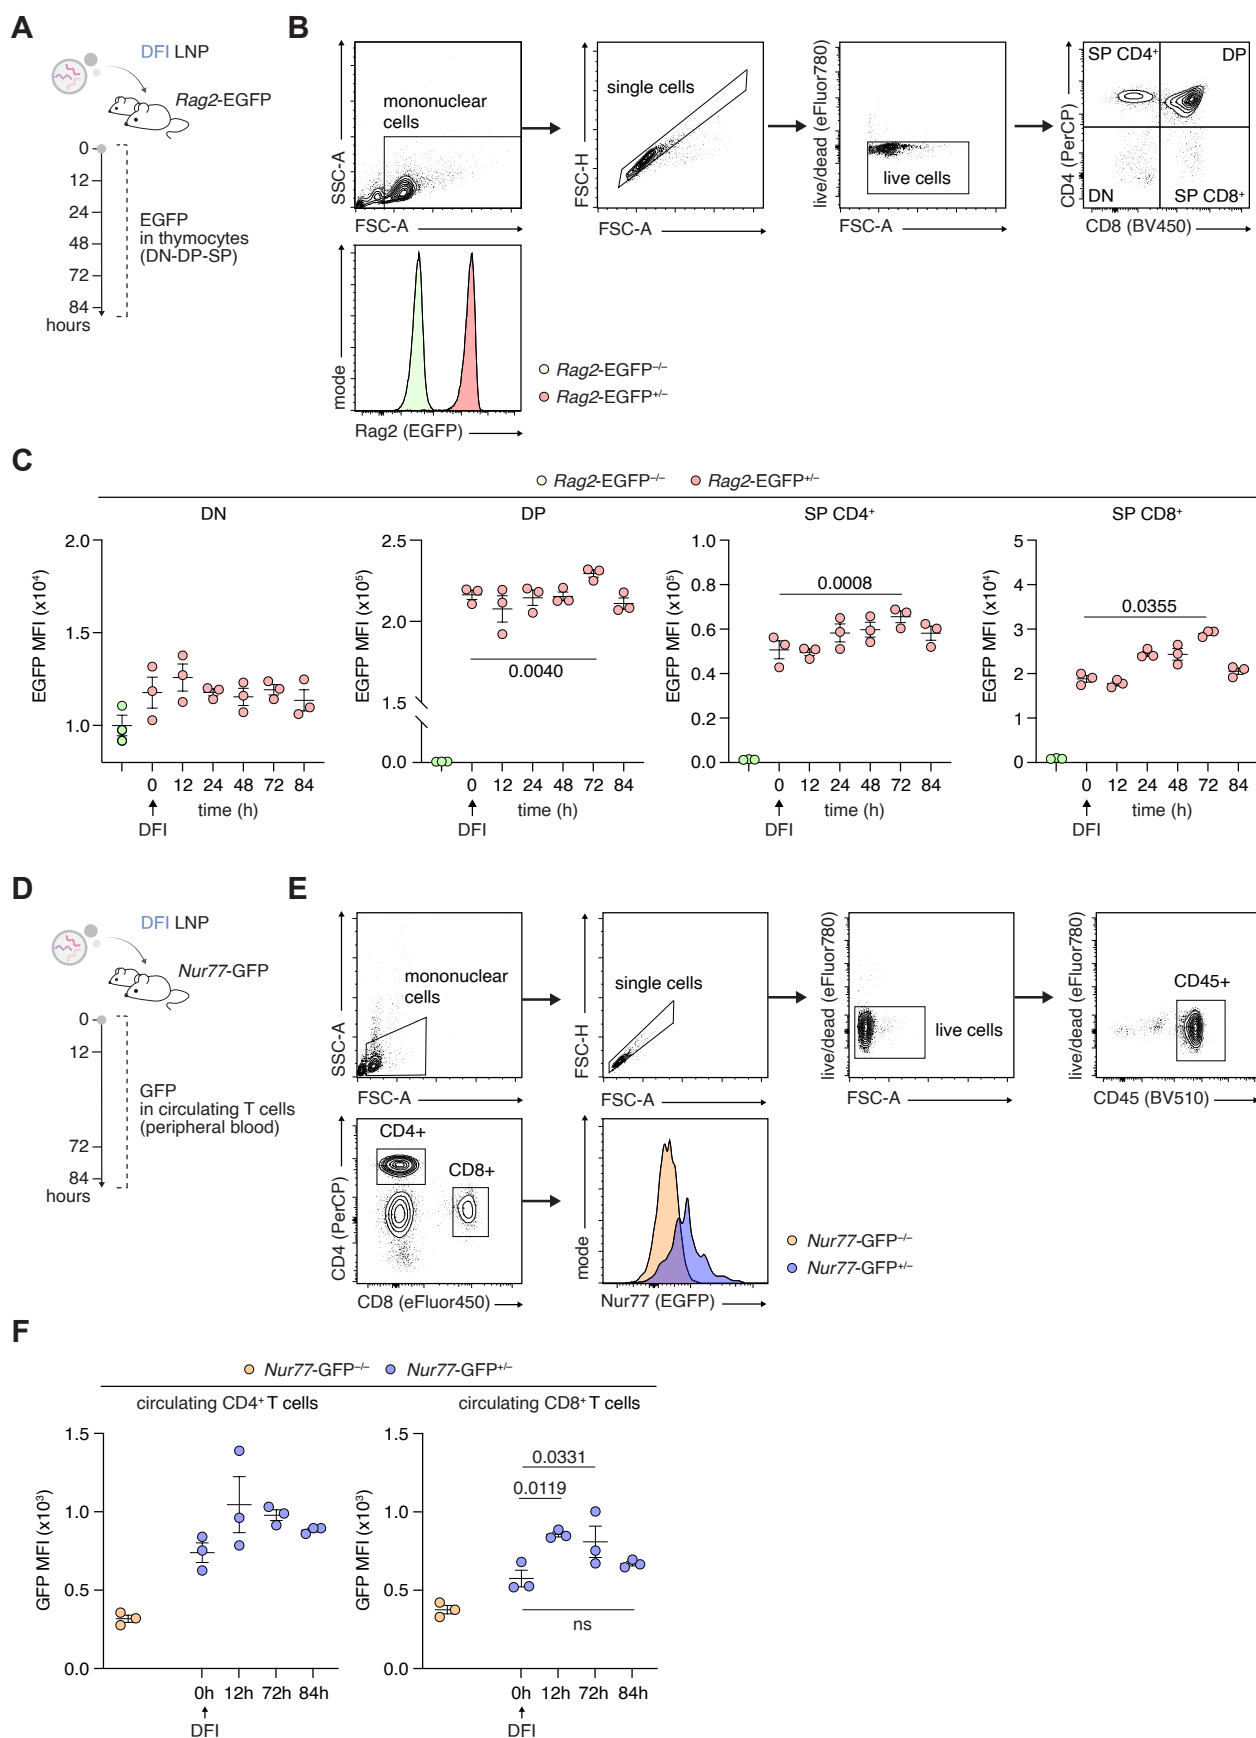 A
DFI LNP
Rag2-EGFP
0
12
24
48
72
84
hours
EGFP
in thymocytes
(DN-DP-SP)
B
SSC-A
mononuclear
cells
FSC-A
FSC-H
single cells
FSC-A
live/dead (eFluor780)
live cells
FSC-A
CD4 (PerCP)
SP CD4⁺
DP
DN
SP CD8⁺
CD8 (BV450)
mode
Rag2 (EGFP)
Rag2-EGFP⁻/⁻
Rag2-EGFP⁺/⁻
C
Rag2-EGFP⁻/⁻
Rag2-EGFP⁺/⁻
DN
EGFP MFI (x10⁴)
2.0
1.5
1.0
0 12 24 48 72 84
time (h)
DFI
DP
EGFP MFI (x10⁵)
2.5
2.0
1.5
0.0
0.0040
0 12 24 48 72 84
time (h)
DFI
SP CD4⁺
EGFP MFI (x10⁵)
1.0
0.8
0.6
0.4
0.2
0.0
0.0008
0 12 24 48 72 84
time (h)
DFI
SP CD8⁺
EGFP MFI (x10⁴)
5
4
3
2
1
0
0.0355
0 12 24 48 72 84
time (h)
DFI
D
DFI LNP
Nur77-GFP
0
12
72
84
hours
GFP
in circulating T cells
(peripheral blood)
E
SSC-A
mononuclear
cells
FSC-A
FSC-H
single cells
FSC-A
live/dead (eFluor780)
live cells
FSC-A
live/dead (eFluor780)
CD45+
CD45 (BV510)
CD4 (PerCP)
CD4+
CD8+
CD8 (eFluor450)
mode
Nur77 (EGFP)
Nur77-GFP⁻/⁻
Nur77-GFP⁺/⁻
F
Nur77-GFP⁻/⁻
Nur77-GFP⁺/⁻
circulating CD4⁺ T cells
GFP MFI (x10³)
1.5
1.0
0.5
0.0
0h 12h 72h 84h
DFI
circulating CD8⁺ T cells
GFP MFI (x10³)
1.5
1.0
0.5
0.0
0.0331
0.0119
ns
0h 12h 72h 84h
DFI